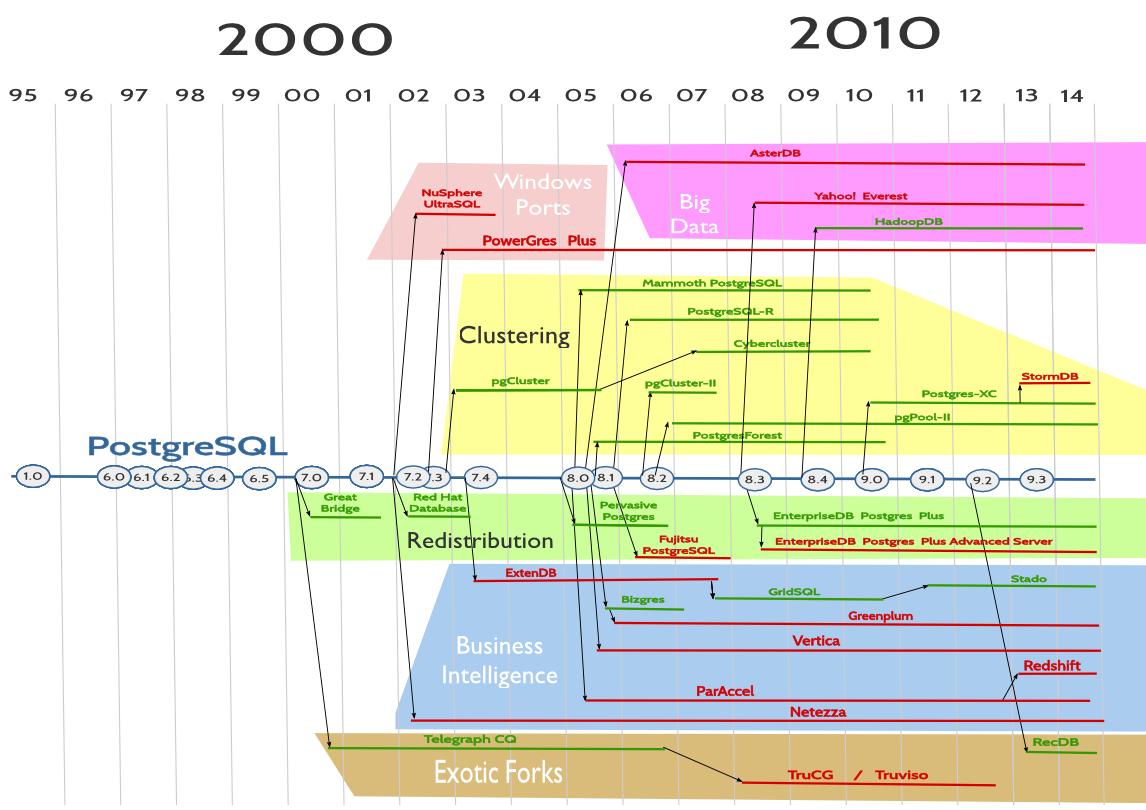 2000 2010
95 96 97 98 99 00 01 02 03 04 05 06 07 08 09 10 11 12 13 14
AsterDB
Windows
Ports
NuSphere
UltraSQL
Big
Data
Yahoo! Everest
HadoopDB
PowerGres Plus
Mammoth PostgreSQL
PostgreSQL-R
Clustering
Cybercluster
pgCluster
pgCluster-II
StormDB
Postgres-XC
pgPool-II
PostgresForest
PostgreSQL
1.0 6.0 6.1 6.2 6.3 6.4 6.5 7.0 7.1 7.2 7.3 7.4 8.0 8.1 8.2 8.3 8.4 9.0 9.1 9.2 9.3
Great
Bridge
Red Hat
Database
Pervasive
Postgres
EnterpriseDB Postgres Plus
Redistribution
Fujitsu
PostgreSQL
EnterpriseDB Postgres Plus Advanced Server
ExtenDB
GridSQL
Stado
Bizgres
Greenplum
Business
Intelligence
Vertica
Redshift
ParAccel
Netezza
Telegraph CQ
RecDB
Exotic Forks
TruCG / Truviso